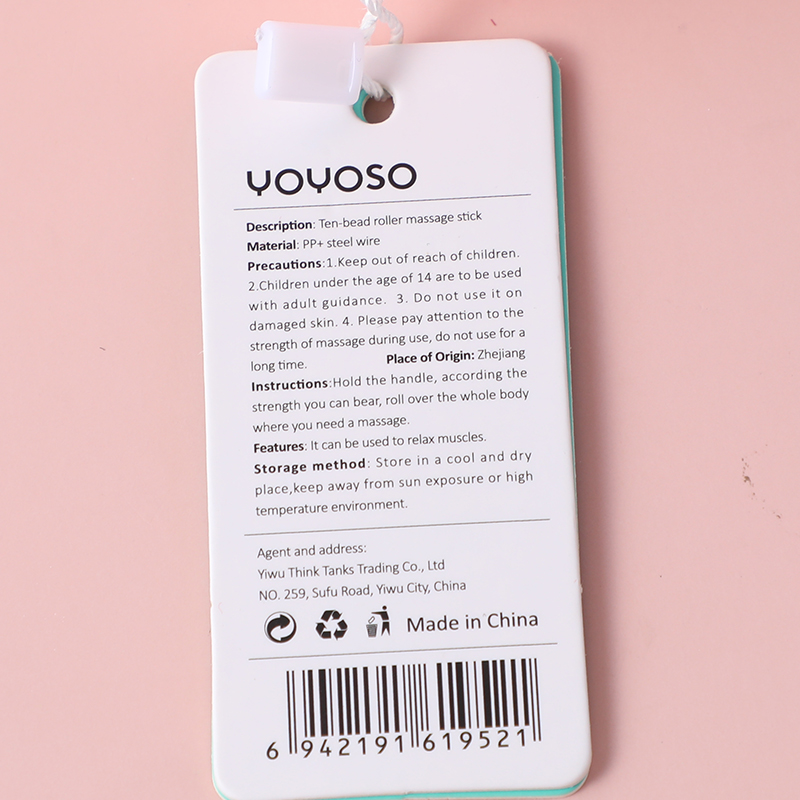 YOYOSO
Description: Ten-bead roller massage stick
Material: PP+ steel wire
Precautions:1.Keep out of reach of children.
2.Children under the age of 14 are to be used
with adult guidance. 3. Do not use it on
damaged skin. 4. Please pay attention to the
strength of massage during use, do not use for a
long time. Place of Origin: Zhejiang
Instructions:Hold the handle, according the
strength you can bear, roll over the whole body
where you need a massage.
Features: It can be used to relax muscles.
Storage method: Store in a cool and dry
place,keep away from sun exposure or high
temperature environment.
Agent and address:
Yiwu Think Tanks Trading Co., Ltd
NO. 259, Sufu Road, Yiwu City, China
Made in China
6 942191 619521